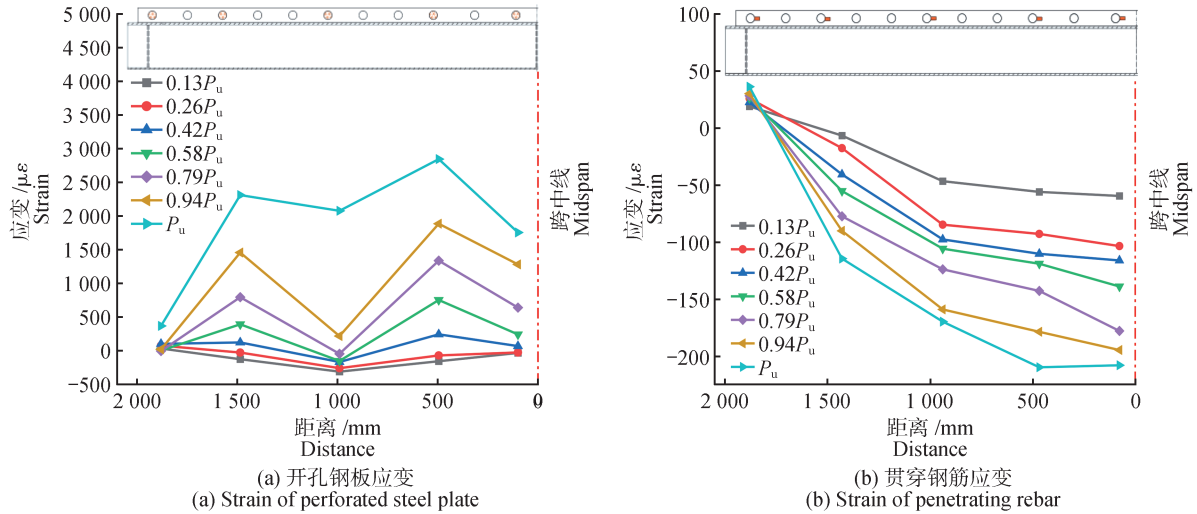 5 000
4 500
4 000
3 500
3 000
2 500
2 000
1 500
1 000
500
0
−500
应变 /με
Strain
0.13Pu
0.26Pu
0.42Pu
0.58Pu
0.79Pu
0.94Pu
Pu
跨中线
Midspan
2 000
1 500
1 000
500
0
距离 /mm
Distance
(a) 开孔钢板应变
(a) Strain of perforated steel plate
100
50
0
−50
−100
−150
−200
应变 /με
Strain
0.13Pu
0.26Pu
0.42Pu
0.58Pu
0.79Pu
0.94Pu
Pu
跨中线
Midspan
2 000
1 500
1 000
500
0
距离 /mm
Distance
(b) 贯穿钢筋应变
(b) Strain of penetrating rebar